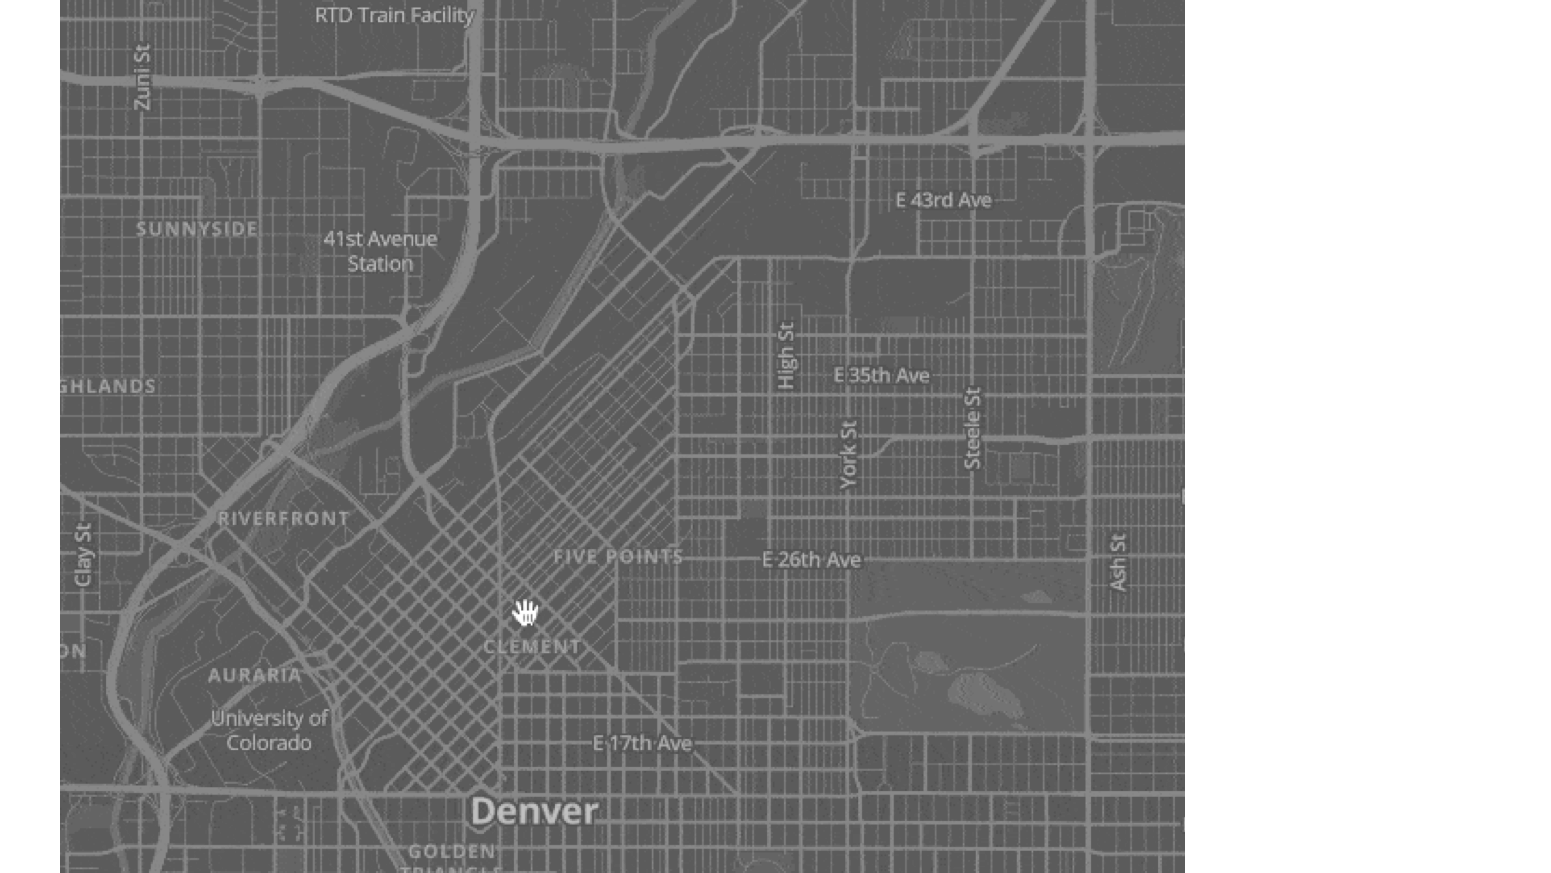 RTD Train Facility
Zuni St
E 43rd Ave
SUNNYSIDE
41st Avenue
Station
High St
E 35th Ave
GHLANDS
Steele St
York St
RIVERFRONT
Clay St
FIVE POINTS
E 26th Ave
Ash St
CLEMENT
ON
AURARIA
University of
Colorado
E 17th Ave
Denver
GOLDEN
TRIANGLE